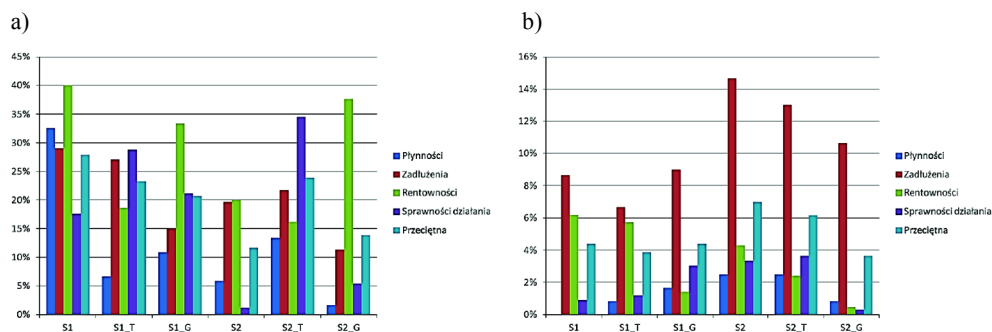 a)
45%
40%
35%
30%
25%
20%
15%
10%
5%
0%
S1 S1_T S1_G S2 S2_T S2_G
Płynności
Zadłużenia
Rentowności
Sprawności działania
Przeciętna
b)
16%
14%
12%
10%
8%
6%
4%
2%
0%
S1 S1_T S1_G S2 S2_T S2_G
Płynności
Zadłużenia
Rentowności
Sprawności działania
Przeciętna